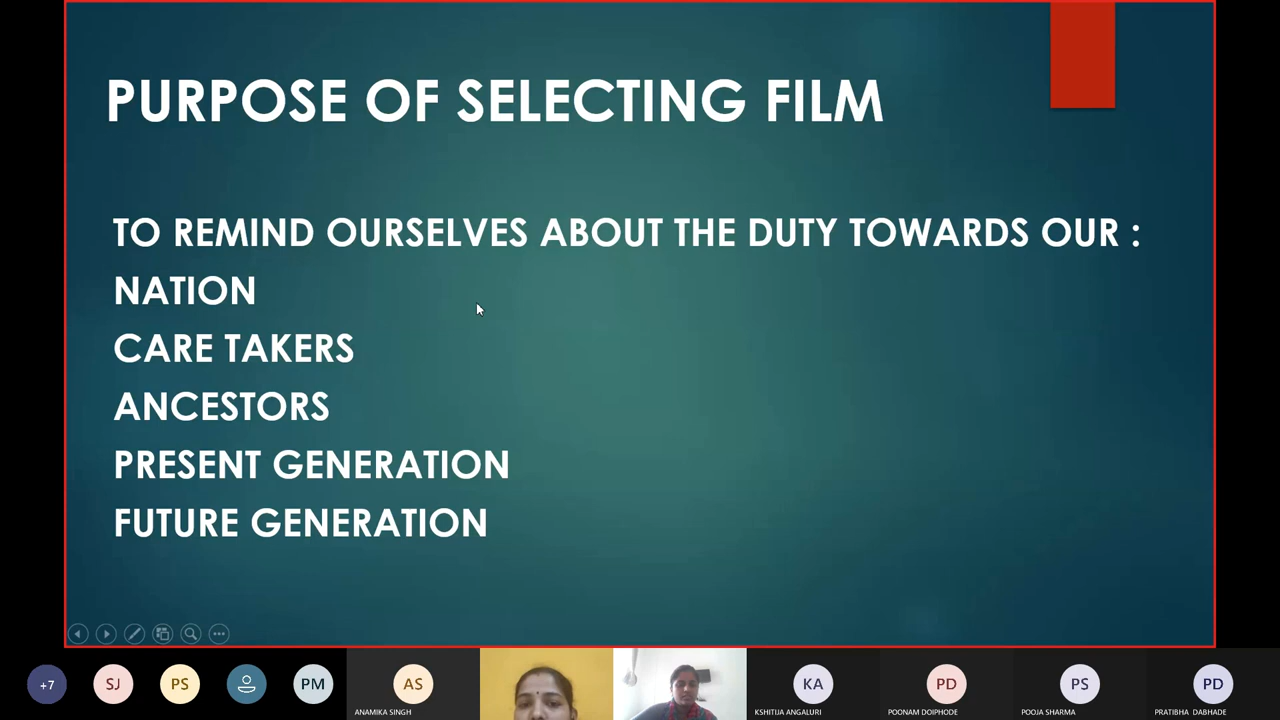 PURPOSE OF SELECTING FILM
TO REMIND OURSELVES ABOUT THE DUTY TOWARDS OUR :
NATION
CARE TAKERS
ANCESTORS
PRESENT GENERATION
FUTURE GENERATION
+7
SJ
PS
PM
AS
KA
PD
PS
PD
ANAMIKA SINGH
KSHITIJA ANGALURI
POONAM DOIPHODE
POOJA SHARMA
PRATIBHA DABHADE